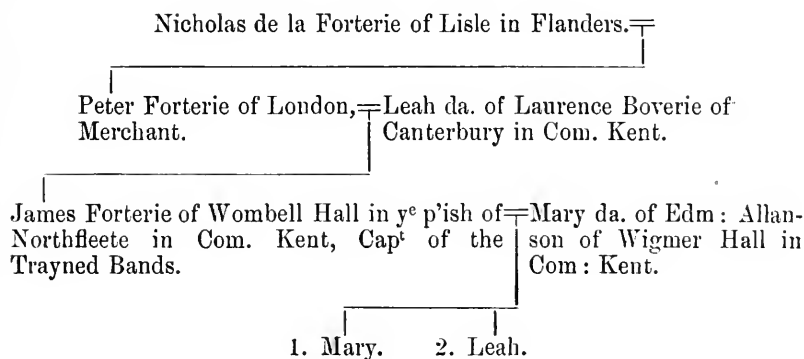 Nicholas de la Forterie of Lisle in Flanders.
Peter Forterie of London,
Merchant.
Leah da. of Laurence Boverie of
Canterbury in Com. Kent.
James Forterie of Wombell Hall in yᵉ p'ish of
Northfleete in Com. Kent, Capᵗ of the
Trayned Bands.
Mary da. of Edm : Allan-
son of Wigmer Hall in
Com : Kent.
1. Mary. 2. Leah.